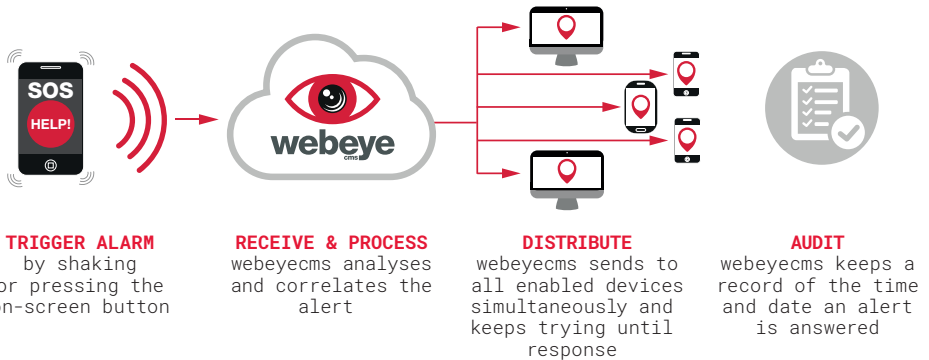 SOS
HELP!
webeye
cms
TRIGGER ALARM
by shaking
or pressing the
on-screen button
RECEIVE & PROCESS
webeyecms analyses
and correlates the
alert
DISTRIBUTE
webeyecms sends to
all enabled devices
simultaneously and
keeps trying until
response
AUDIT
webeyecms keeps a
record of the time
and date an alert
is answered